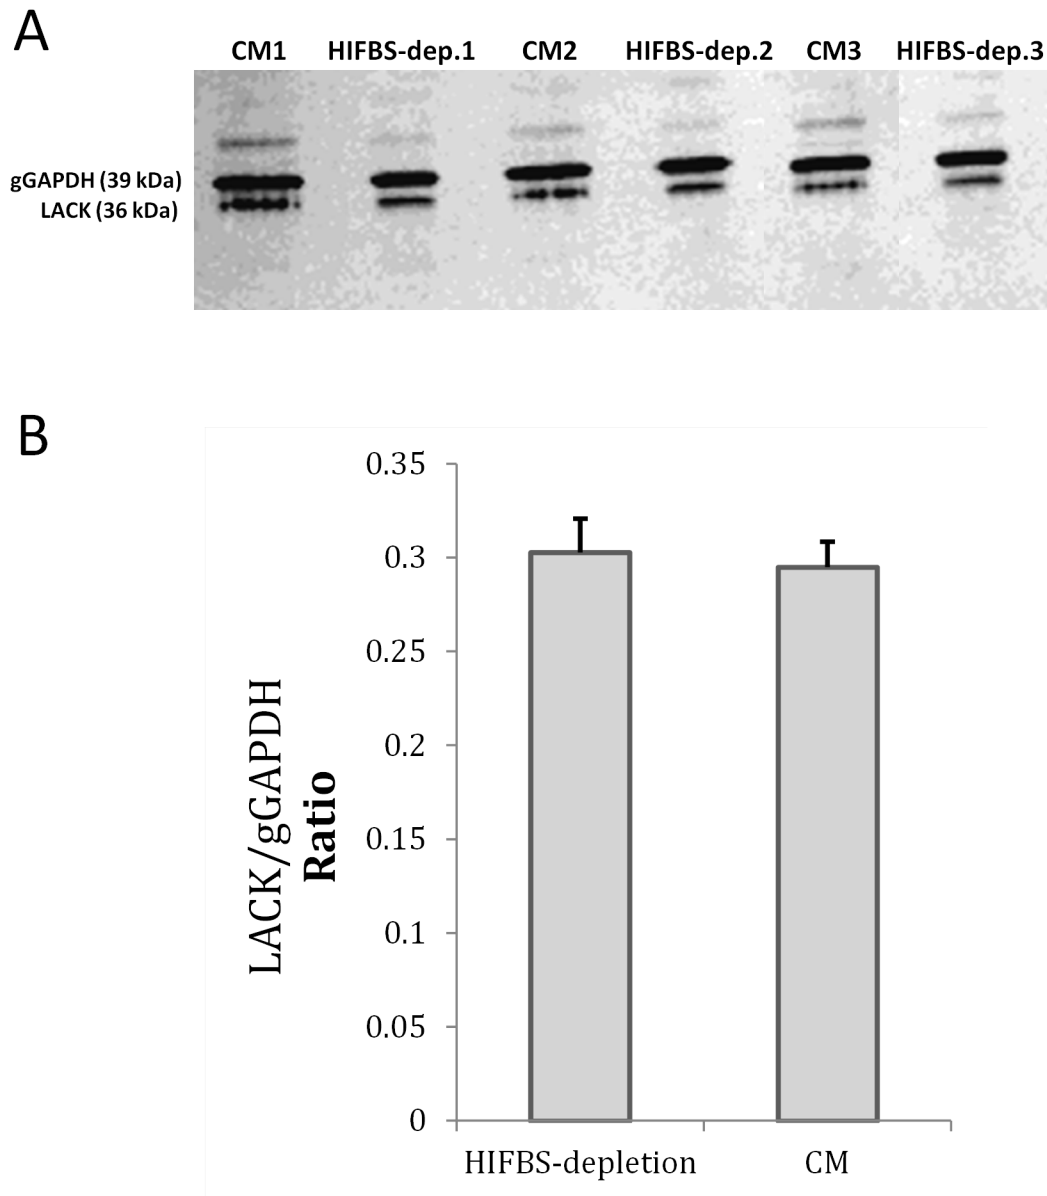 A
CM1 HIFBS-dep.1 CM2 HIFBS-dep.2 CM3 HIFBS-dep.3
gGAPDH (39 kDa)
LACK (36 kDa)
B
0.35
0.3
0.25
0.2
0.15
0.1
0.05
0
LACK/gGAPDH
Ratio
HIFBS-depletion CM